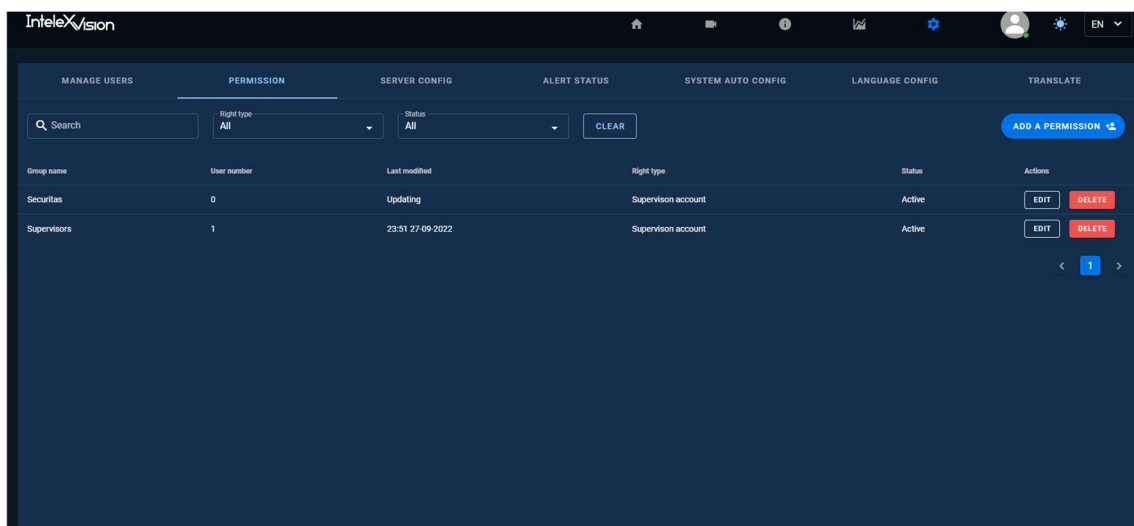 InteleXVision
EN
MANAGE USERS PERMISSION SERVER CONFIG ALERT STATUS SYSTEM AUTO CONFIG LANGUAGE CONFIG TRANSLATE
Search
Right type
All
Status
All
CLEAR
ADD A PERMISSION
Group name User number Last modified Right type Status Actions
Securitas 0 Updating Supervison account Active EDIT DELETE
Supervisors 1 23:51 27-09-2022 Supervison account Active EDIT DELETE
1